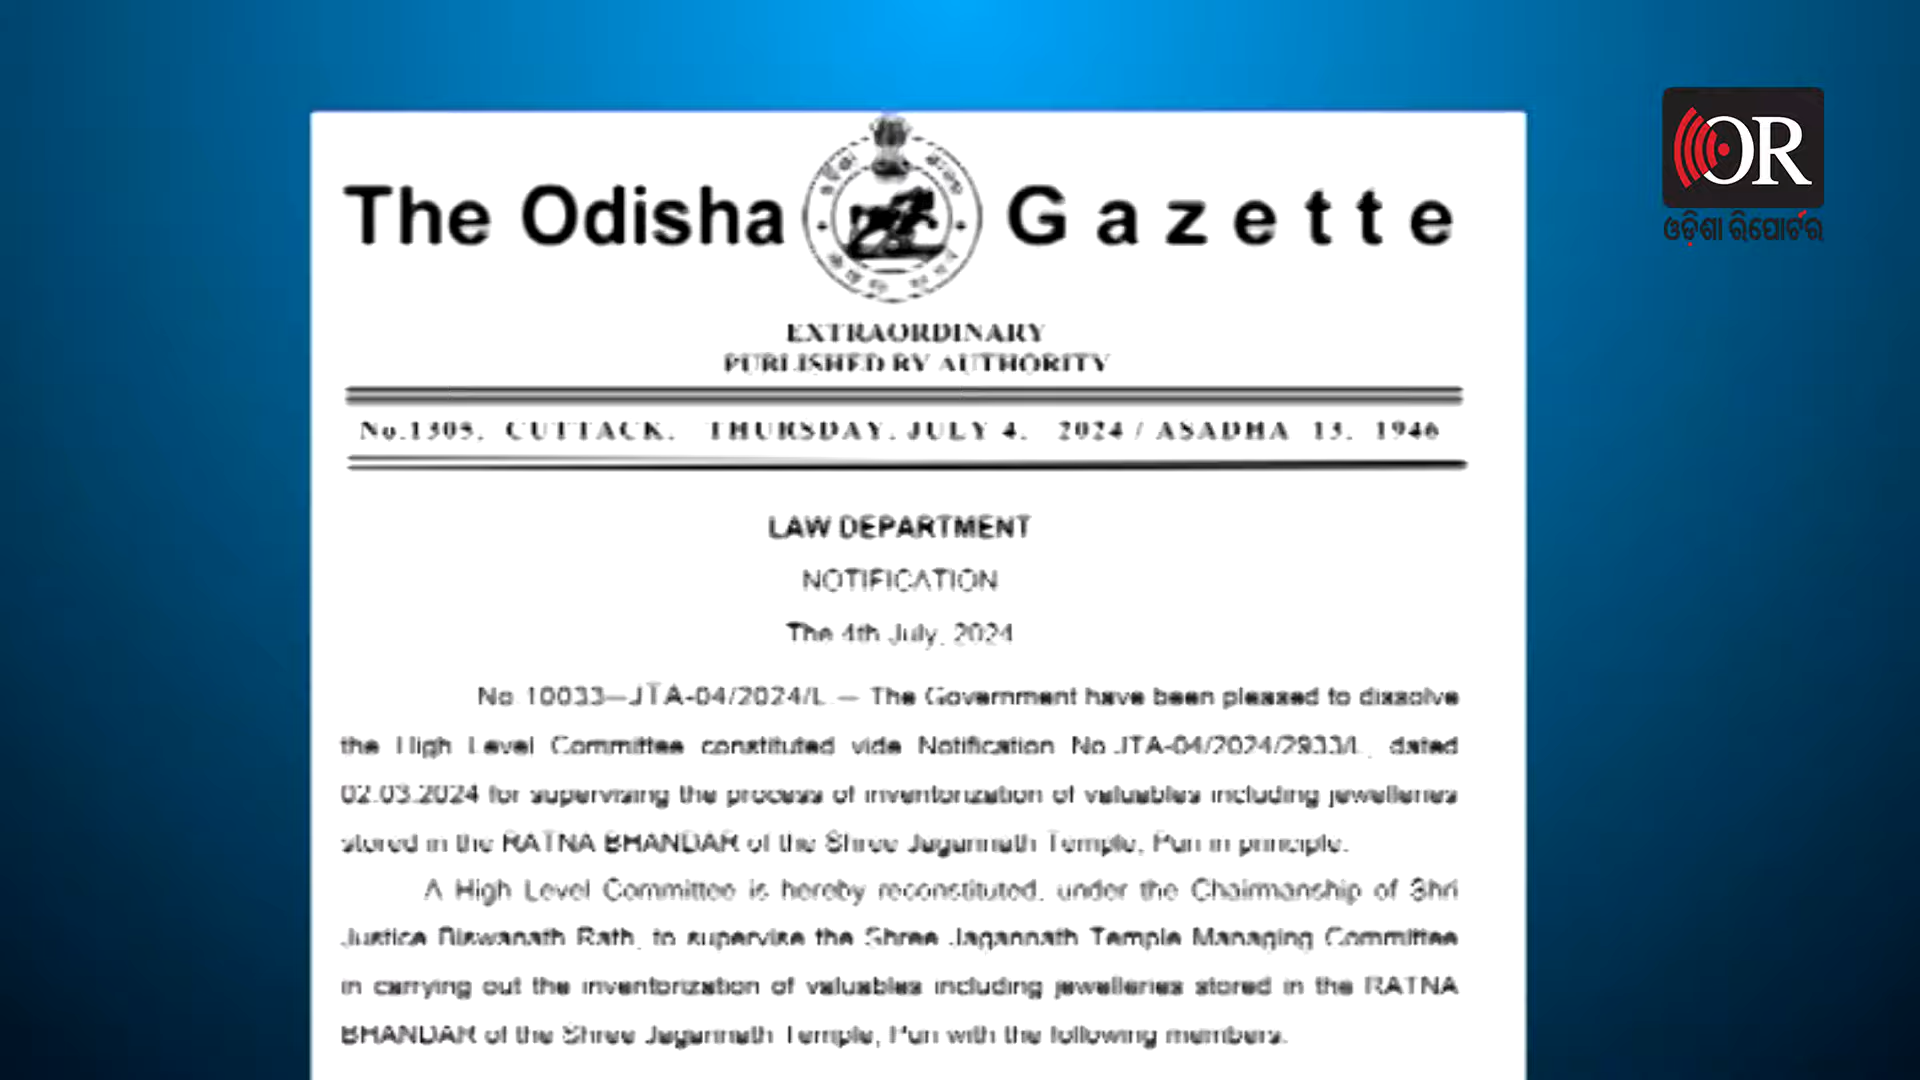 The Odisha Gazette
EXTRAORDINARY
PUBLISHED BY AUTHORITY
No.1305, CUTTACK, THURSDAY, JULY 4, 2024 / ASADHA 13, 1946
LAW DEPARTMENT
NOTIFICATION
The 4th July, 2024
No.10033—JTA-04/2024/L.— The Government have been pleased to dissolve
the High Level Committee constituted vide Notification No.JTA-04/2024/2933/L, dated
02.03.2024 for supervising the process of inventorization of valuables including jewelleries
stored in the RATNA BHANDAR of the Shree Jagannath Temple, Puri in principle.
A High Level Committee is hereby reconstituted, under the Chairmanship of Shri
Justice Biswanath Rath, to supervise the Shree Jagannath Temple Managing Committee
in carrying out the inventorization of valuables including jewelleries stored in the RATNA
BHANDAR of the Shree Jagannath Temple, Puri with the following members.
OR
ଓଡ଼ିଶା ରିପୋର୍ଟର